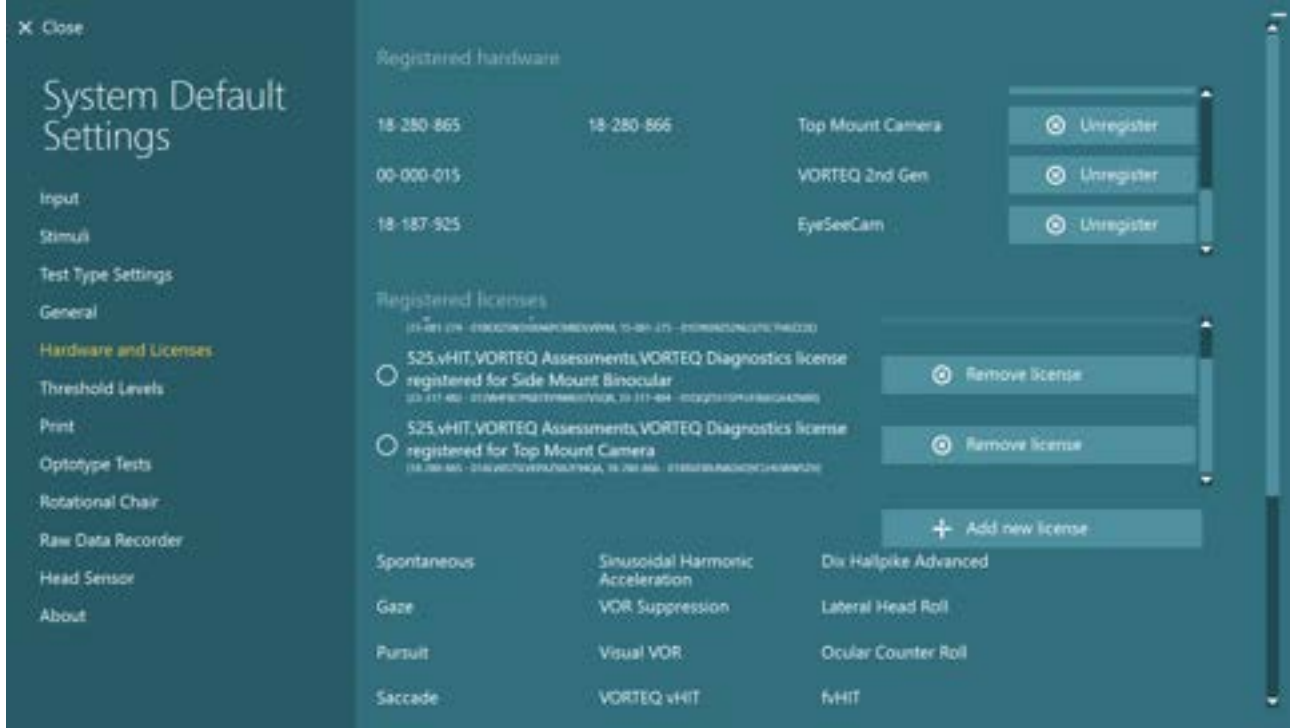 Close
System Default
Settings
Input
Stimuli
Test Type Settings
General
Hardware and Licenses
Threshold Levels
Print
Optotype Tests
Rotational Chair
Raw Data Recorder
Head Sensor
About
Registered hardware
18-280-865 18-280-866 Top Mount Camera Unregister
00-000-015 VORTEQ 2nd Gen Unregister
18-187-925 EyeSeeCam Unregister
Registered licenses
525,vHIT,VORTEQ Assessments,VORTEQ Diagnostics license
registered for Side Mount Binocular
Remove license
525,vHIT,VORTEQ Assessments,VORTEQ Diagnostics license
registered for Top Mount Camera
Remove license
Add new license
Spontaneous Sinusoidal Harmonic Dix Hallpike Advanced
Acceleration
Gaze VOR Suppression Lateral Head Roll
Pursuit Visual VOR Ocular Counter Roll
Saccade VORTEQ vHIT fvHIT